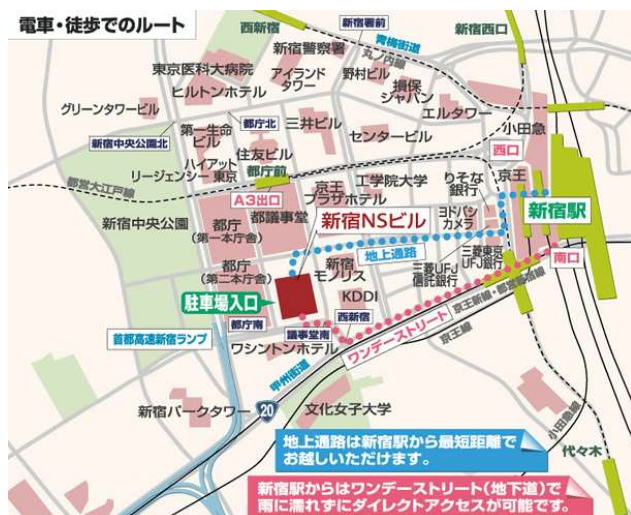 電車・徒歩でのルート
新宿署前
西新宿
青梅街道
新宿西口
新宿警察署
丸ノ内線
東京医科大病院
アイランド
タワー
野村ビル
ヒルトンホテル
損保
ジャパン
グリーンタワービル
エルタワー
都庁北
第一生命
ビル
三井ビル
小田急
新宿中央公園北
センタービル
住友ビル
西口
ハイアット
リージェンシー 東京
都庁前
工学院大学
りそな
銀行
京王
都営大江戸線
A3出口
京王
プラザホテル
新宿駅
新宿中央公園
都庁
(第一本庁舎)
都議事堂
ヨドバシ
カメラ
新宿NSビル
地上通路
三菱東京
UFJ銀行
南口
都庁
(第二本庁舎)
新宿
モノリス
三菱UFJ
信託銀行
駐車場入口
KDDI
京王新線・都営新宿線
都庁南
西新宿
議事堂南
ワンデーストリート
京王線
首都高速新宿ランプ
ワシントンホテル
甲州街道
新宿パークタワー
20
文化女子大学
小田急線
地上通路は新宿駅から最短距離で
お越しいただけます。
代々木
新宿駅からはワンデーストリート(地下道)で
雨に濡れずにダイレクトアクセスが可能です。